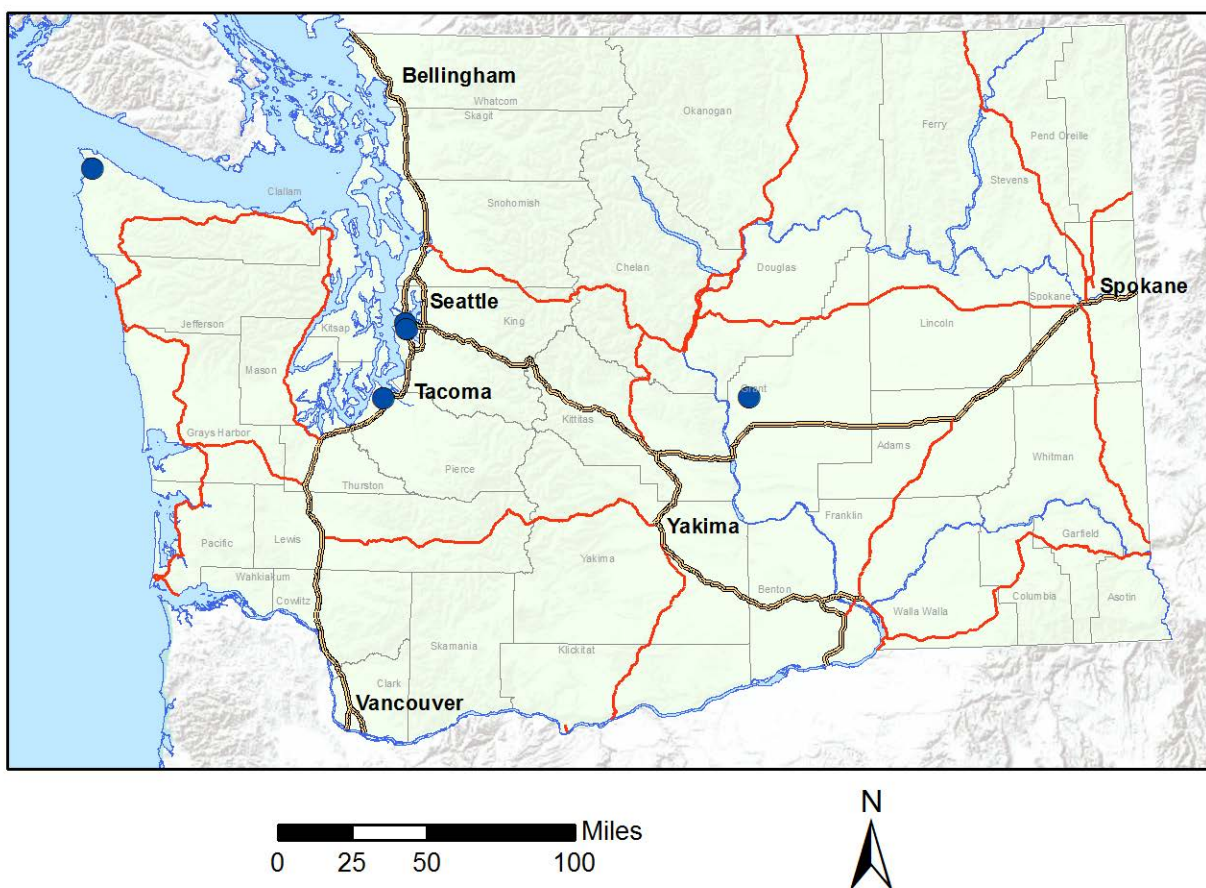 Bellingham
Whatcom
Skagit
Okanogan
Ferry
Pend Oreille
Stevens
Clallam
Snohomish
Chelan
Douglas
Spokane
Spokane
Seattle
King
Lincoln
Jefferson
Kitsap
Mason
Tacoma
Grant
Kittitas
Grays Harbor
Adams
Whitman
Pierce
Thurston
Franklin
Yakima
Garfield
Pacific
Lewis
Yakima
Wahkiakum
Cowlitz
Benton
Walla Walla
Columbia
Asotin
Skamania
Klickitat
Clark
Vancouver
N
Miles
0 25 50 100